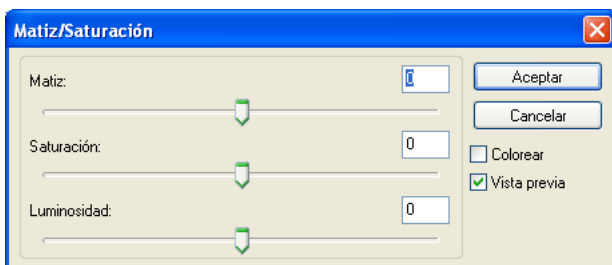 Matiz/Saturación
Matiz:
0
Aceptar
Cancelar
Saturación:
0
Colorear
Vista previa
Luminosidad:
0